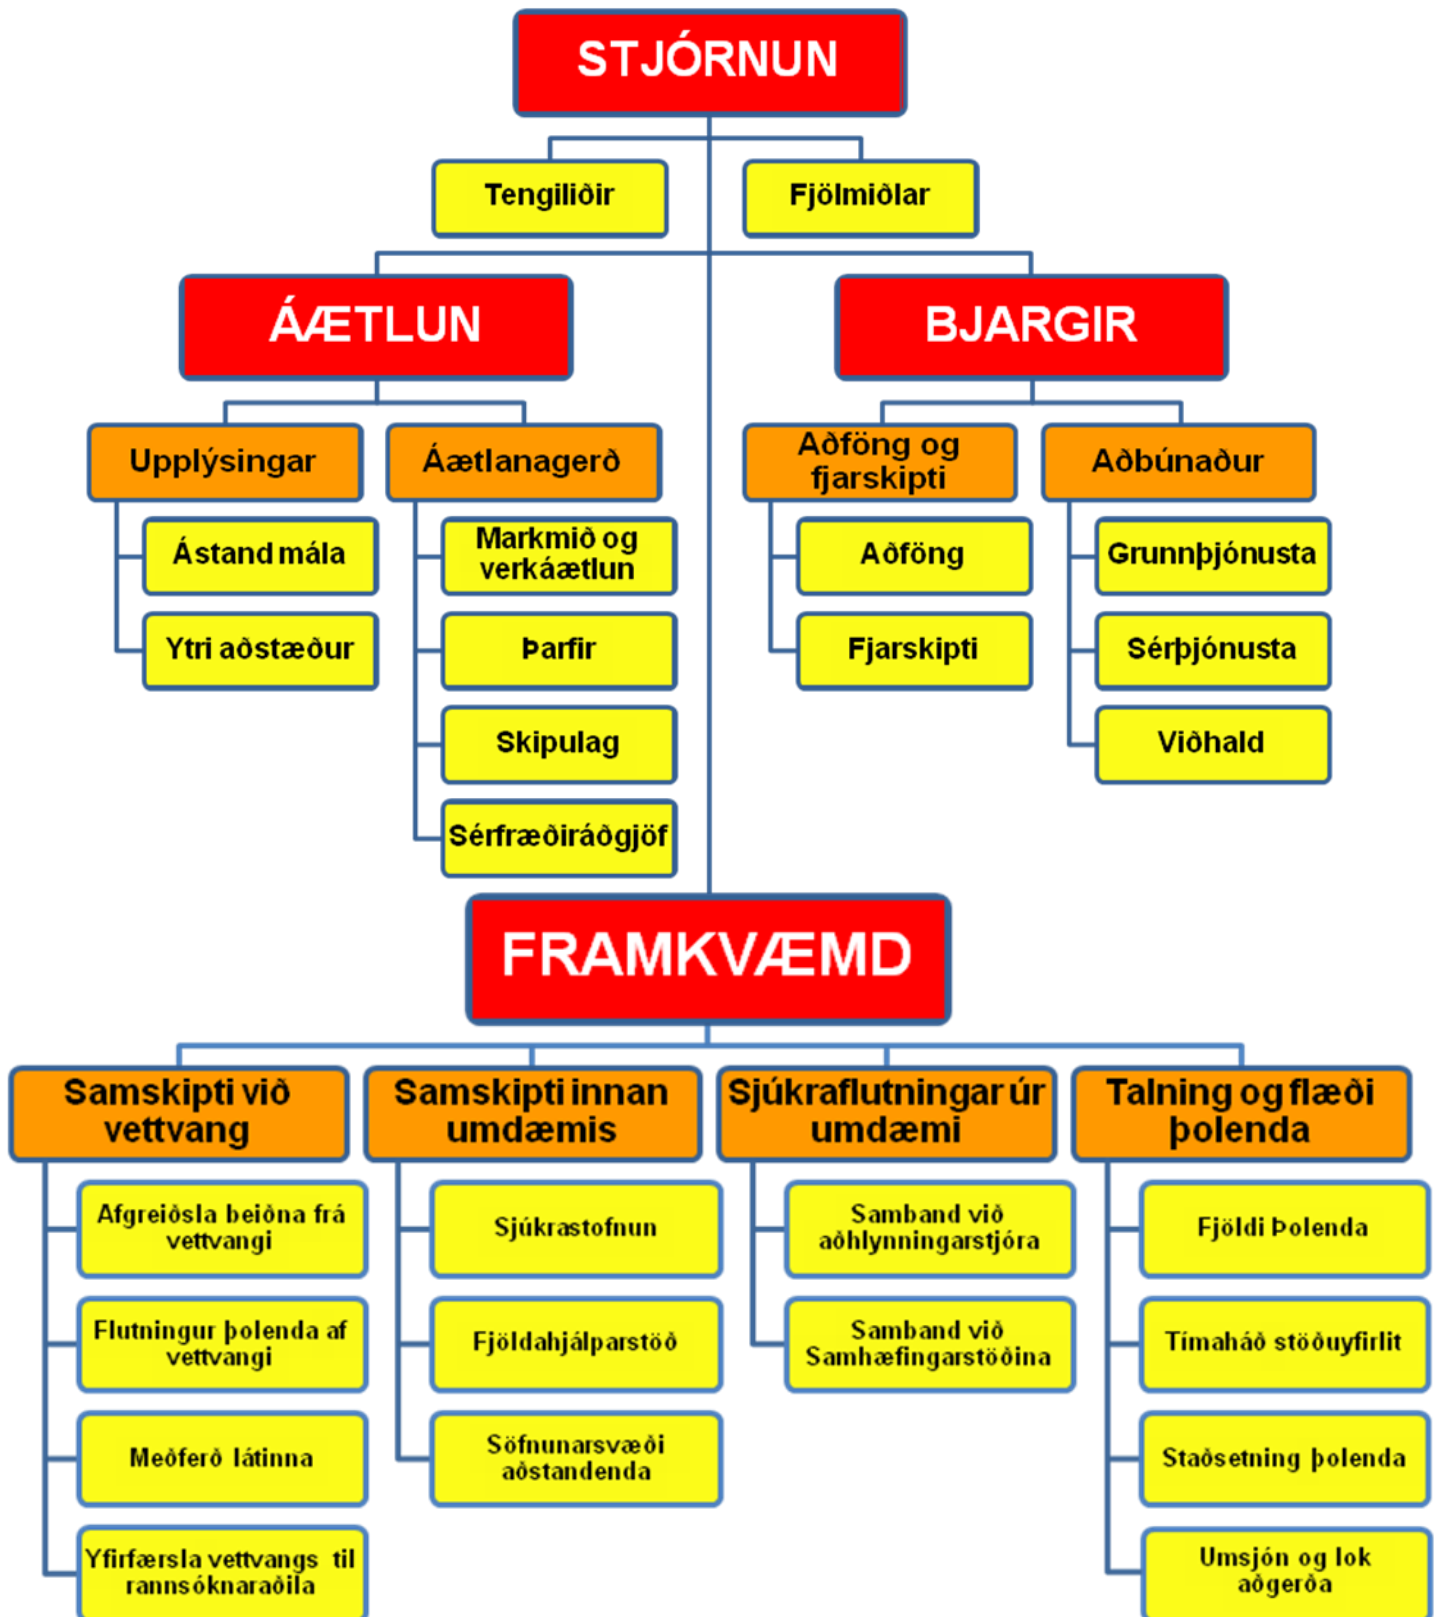 STJÓRNUN
Tengiliðir
Fjölmiðlar
ÁÆTLUN
BJARGIR
Upplýsingar
Áætlanagerð
Aðföng og
fjarskipti
Aðbúnaður
Ástand mála
Ytri aðstæður
Markmið og
verkáætlun
Þarfir
Skipulag
Sérfræðiráðgjöf
Aðföng
Fjarskipti
Grunnþjónusta
Sérþjónusta
Viðhald
FRAMKVÆMD
Samskipti við
vettvang
Samskipti innan
umdæmis
Sjúkraflutningar úr
umdæmi
Talning og flæði
þolenda
Afgreiðsla beiðna frá
vettvangi
Flutningur þolenda af
vettvangi
Meðferð látinna
Yfirfærsla vettvangs til
rannsóknaraðila
Sjúkrastofnun
Fjöldahjálparstöð
Söfnunarsvæði
aðstandenda
Samband við
aðhlynningarstjóra
Samband við
Samhæfingarstöðina
Fjöldi Þolenda
Tímaháð stöðuyfirlit
Staðsetning þolenda
Umsjón og lok
aðgerða